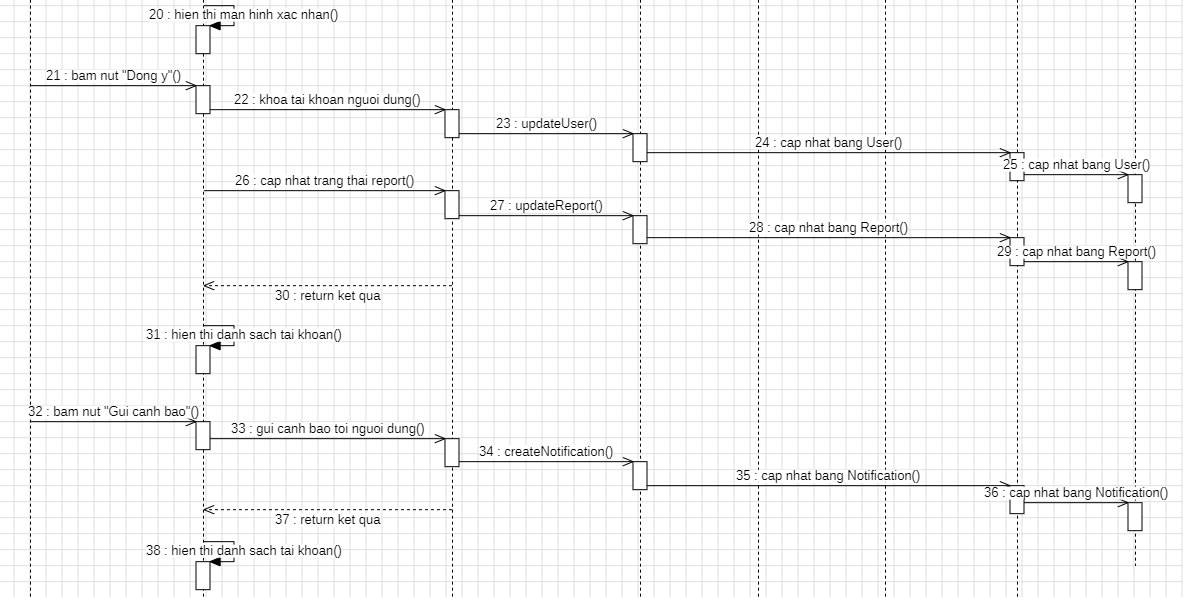 20 : hien thi man hinh xac nhan()
21 : bam nut "Dong y"()
22 : khoa tai khoan nguoi dung()
23 : updateUser()
24 : cap nhat bang User()
25 : cap nhat bang User()
26 : cap nhat trang thai report()
27 : updateReport()
28 : cap nhat bang Report()
29 : cap nhat bang Report()
30 : return ket qua
31 : hien thi danh sach tai khoan()
32 : bam nut "Gui canh bao"()
33 : gui canh bao toi nguoi dung()
34 : createNotification()
35 : cap nhat bang Notification()
36 : cap nhat bang Notification()
37 : return ket qua
38 : hien thi danh sach tai khoan()